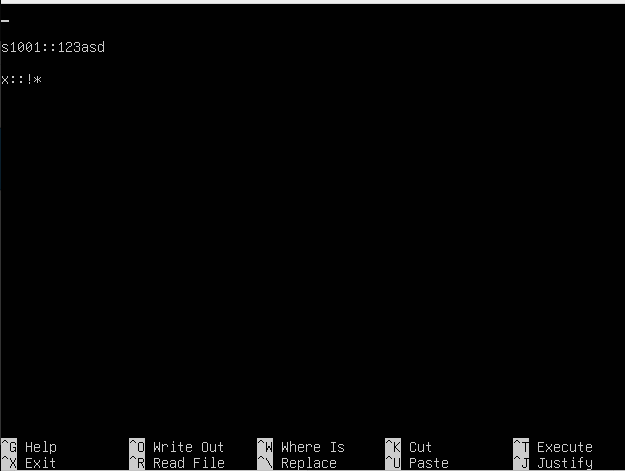 s1001::123asd
x::!*
^G Help ^O Write Out ^W Where Is ^K Cut ^T Execute
^X Exit ^R Read File ^\ Replace ^U Paste ^J Justify